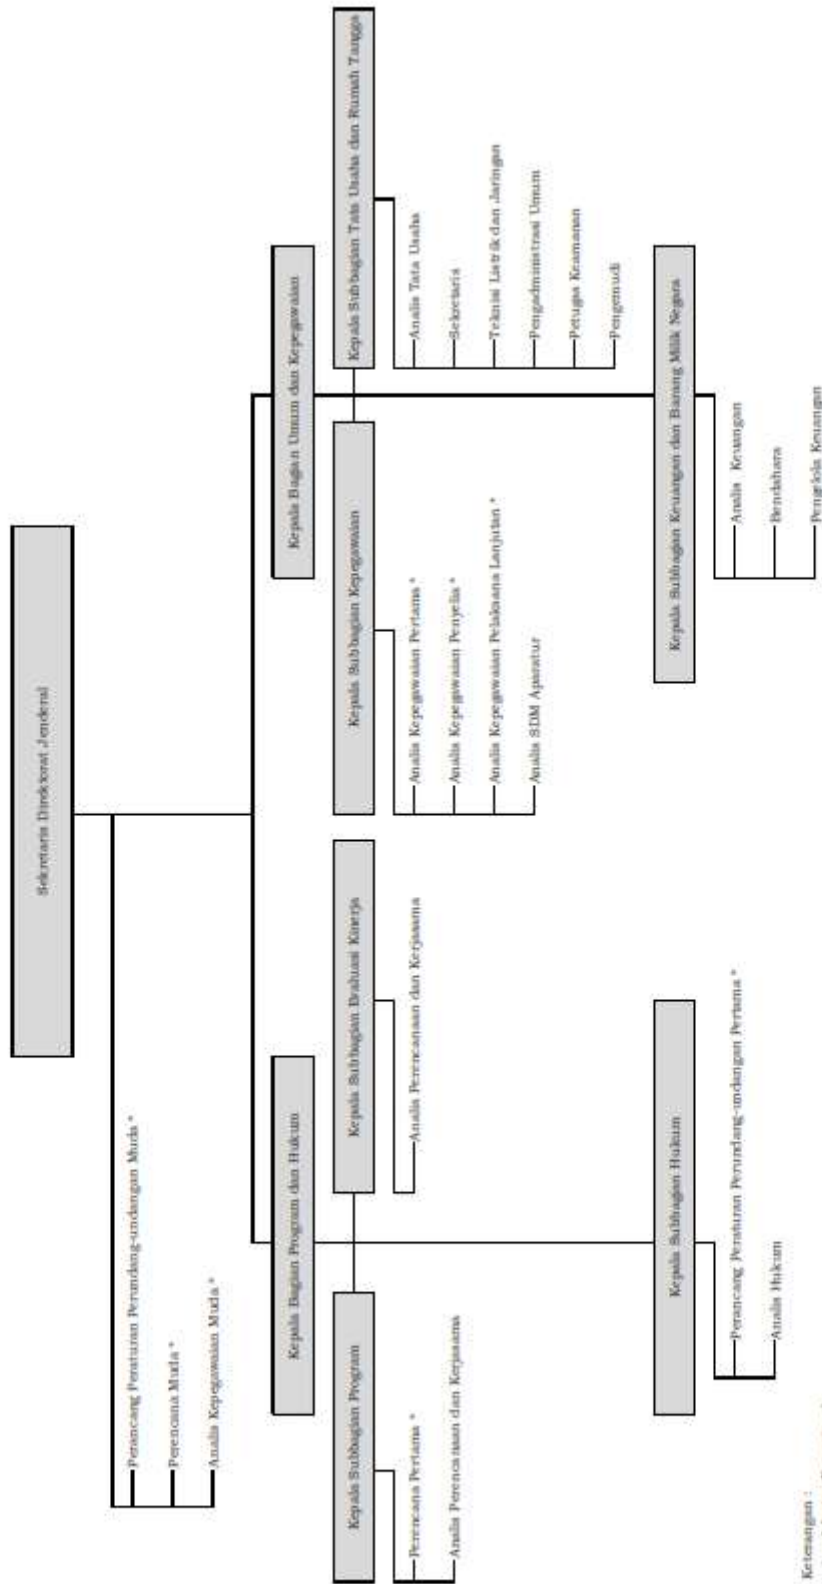 Sekretaris Direktorat Jenderal
Perancang Peraturan Perundang-undangan Muda *
Perencana Muda *
Analis Kepegawaian Muda *
Kepala Bagian Program dan Hukum
Kepala Bagian Umum dan Kepegawaian
Kepala Subbagian Program
Kepala Subbagian Evaluasi Kinerja
Kepala Subbagian Kepegawaian
Kepala Subbagian Tata Usaha dan Rumah Tangga
Perencana Pertama *
Analis Perencanaan dan Kerjasama
Analis Perencanaan dan Kerjasama
Analis Kepegawaian Pertama *
Analis Kepegawaian Penyelia *
Analis Kepegawaian Pelaksana Lanjutan *
Analis SDM Aparatur
Analis Tata Usaha
Sekretaris
Teknisi Listrik dan Jaringan
Pengadministrasi Umum
Petugas Keamanan
Pengemudi
Kepala Subbagian Hukum
Kepala Subbagian Keuangan dan Barang Milik Negara
Perancang Peraturan Perundang-undangan Pertama *
Analis Hukum
Analis Keuangan
Bendahara
Pengelola Keuangan
Keterangan :